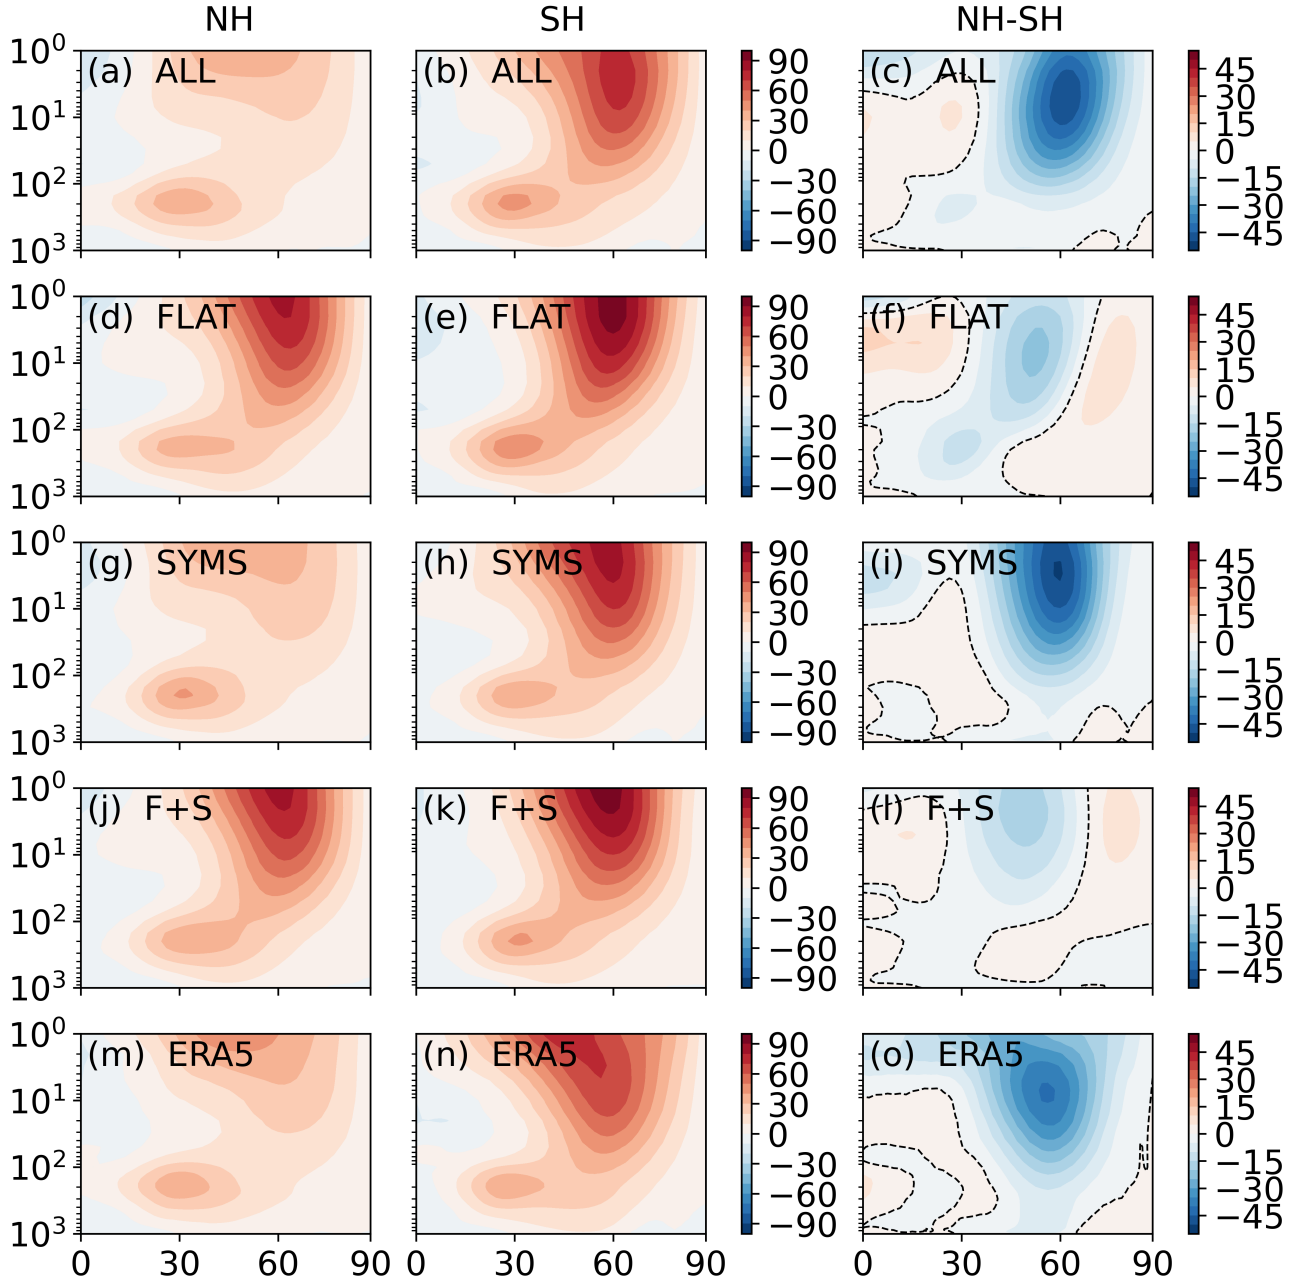 NH SH NH-SH
10⁰ (a) ALL (b) ALL 90 (c) ALL 45
60 30
10¹ 30 15
0 0
10² −30 −15
−60 −30
10³ −90 −45
10⁰ (d) FLAT (e) FLAT 90 (f) FLAT 45
60 30
10¹ 30 15
0 0
10² −30 −15
−60 −30
10³ −90 −45
10⁰ (g) SYMS (h) SYMS 90 (i) SYMS 45
60 30
10¹ 30 15
0 0
10² −30 −15
−60 −30
10³ −90 −45
10⁰ (j) F+S (k) F+S 90 (l) F+S 45
60 30
10¹ 30 15
0 0
10² −30 −15
−60 −30
10³ −90 −45
10⁰ (m) ERA5 (n) ERA5 90 (o) ERA5 45
60 30
10¹ 30 15
0 0
10² −30 −15
−60 −30
10³ −90 −45
0 30 60 90 0 30 60 90 0 30 60 90